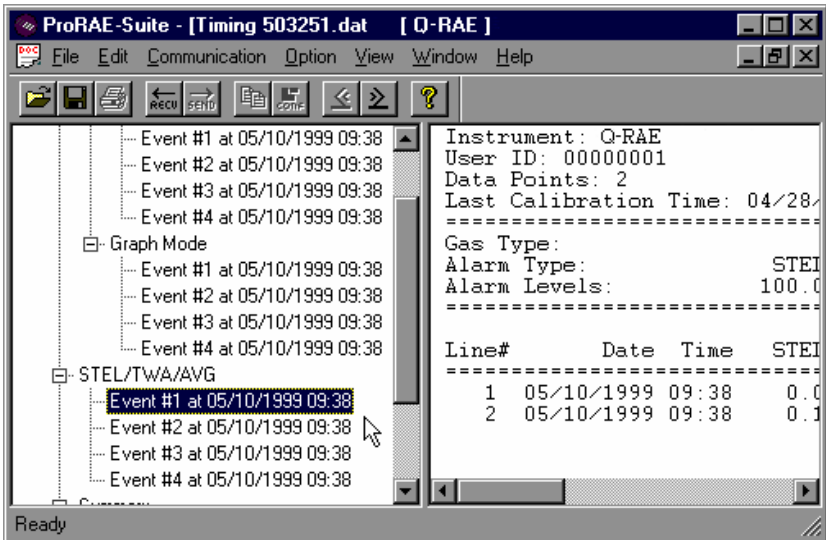 ProRAE-Suite - [Timing 503251.dat [ Q-RAE ]
File Edit Communication Option View Window Help
RECV SEND CONF ?
Event #1 at 05/10/1999 09:38
Event #2 at 05/10/1999 09:38
Event #3 at 05/10/1999 09:38
Event #4 at 05/10/1999 09:38
Graph Mode
Event #1 at 05/10/1999 09:38
Event #2 at 05/10/1999 09:38
Event #3 at 05/10/1999 09:38
Event #4 at 05/10/1999 09:38
STEL/TWA/AVG
Event #1 at 05/10/1999 09:38
Event #2 at 05/10/1999 09:38
Event #3 at 05/10/1999 09:38
Event #4 at 05/10/1999 09:38
Instrument: Q-RAE
User ID: 00000001
Data Points: 2
Last Calibration Time: 04/28/
==============================
Gas Type:
Alarm Type: STEL
Alarm Levels: 100.0
==============================
Line# Date Time STEL
==============================
1 05/10/1999 09:38 0.0
2 05/10/1999 09:38 0.1
Ready